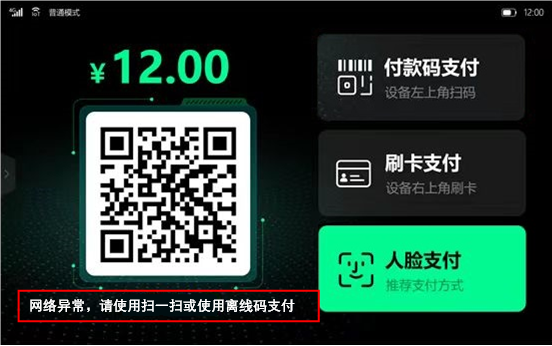 4G IoT 普通模式 12:00
¥ 12.00
付款码支付
设备左上角扫码
刷卡支付
设备右上角刷卡
人脸支付
推荐支付方式
网络异常，请使用扫一扫或使用离线码支付